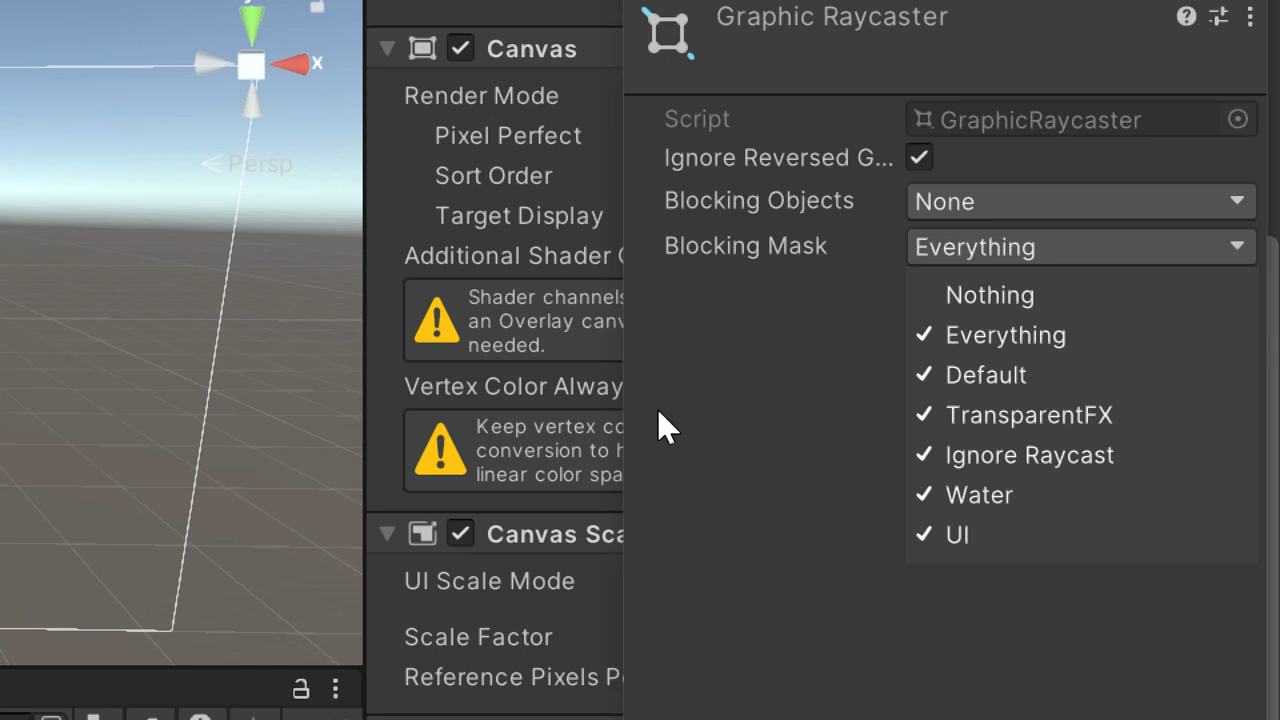 x
Persp
Canvas
Render Mode
Pixel Perfect
Sort Order
Target Display
Additional Shader
Shader channels
an Overlay canv
needed.
Vertex Color Alway
Keep vertex co
conversion to h
linear color spa
Canvas Sca
UI Scale Mode
Scale Factor
Reference Pixels Pe
Graphic Raycaster
Script
GraphicRaycaster
Ignore Reversed G...
Blocking Objects
None
Blocking Mask
Everything
Nothing
Everything
Default
TransparentFX
Ignore Raycast
Water
UI